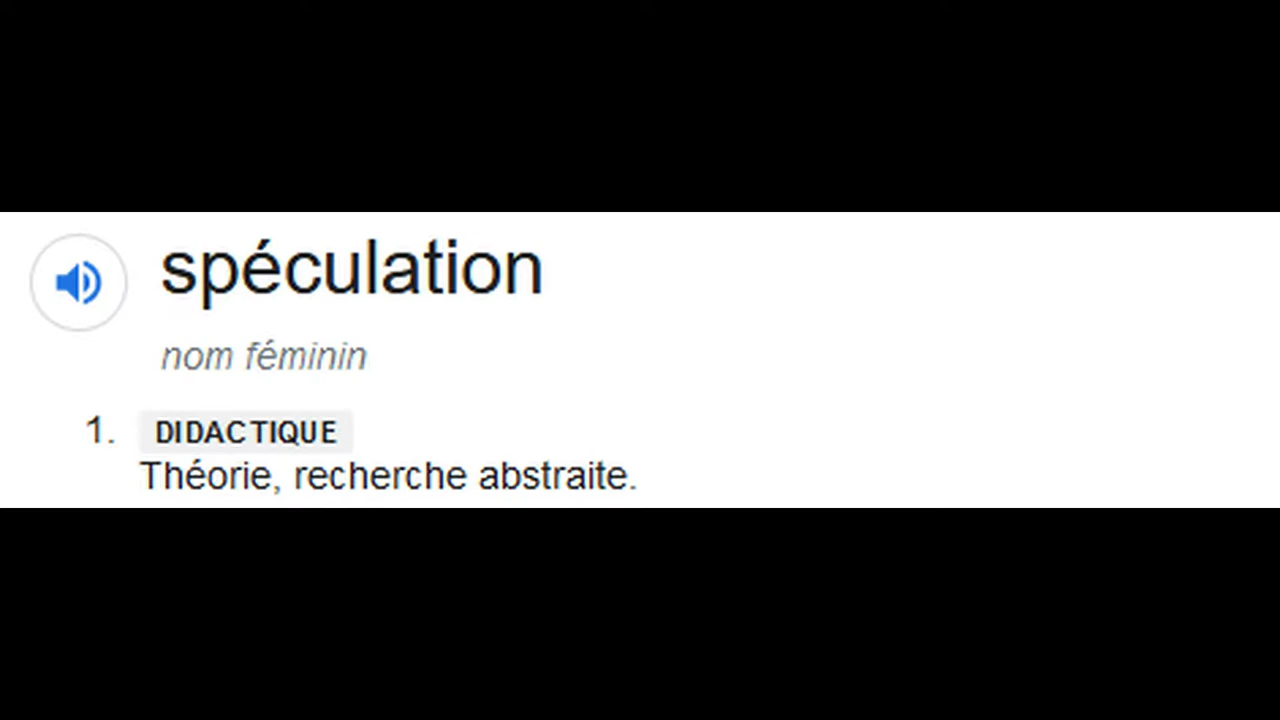 spéculation
nom féminin
1. DIDACTIQUE
Théorie, recherche abstraite.